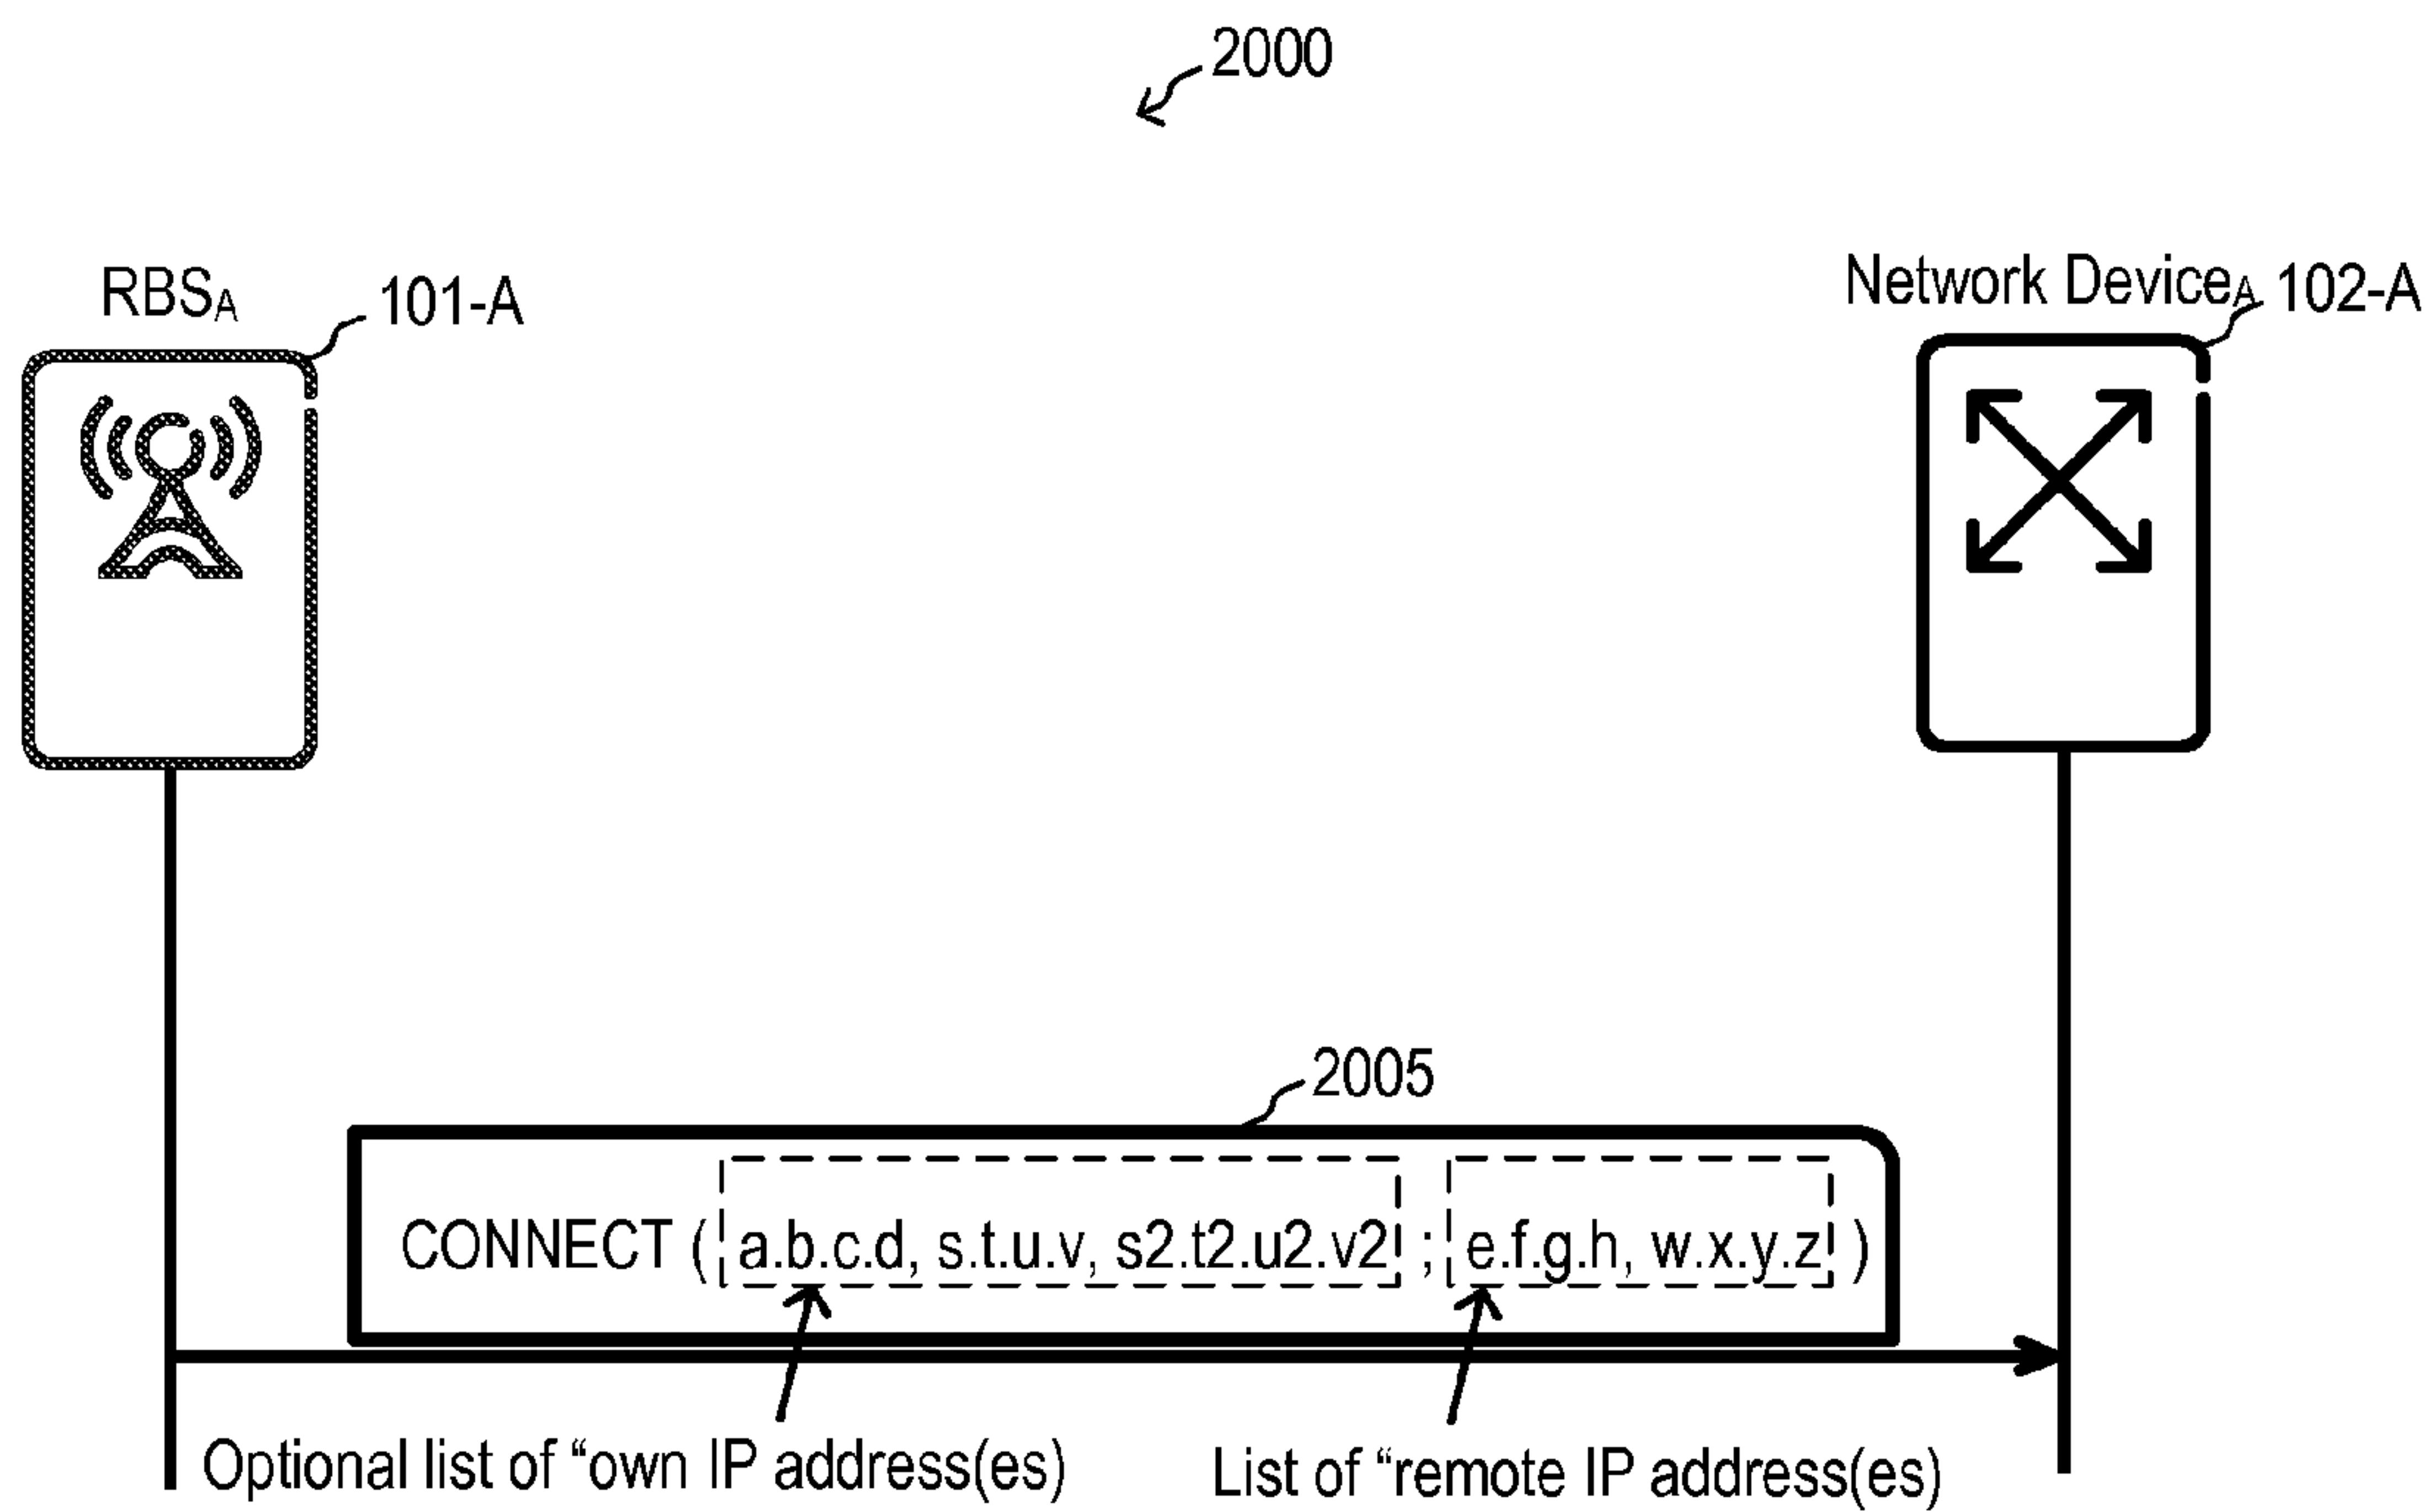 2000
RBSA 101-A
Network DeviceA 102-A
2005
CONNECT ( a.b.c.d, s.t.u.v, s2.t2.u2.v2 ; e.f.g.h, w.x.y.z )
Optional list of “own IP address(es)
List of “remote IP address(es)